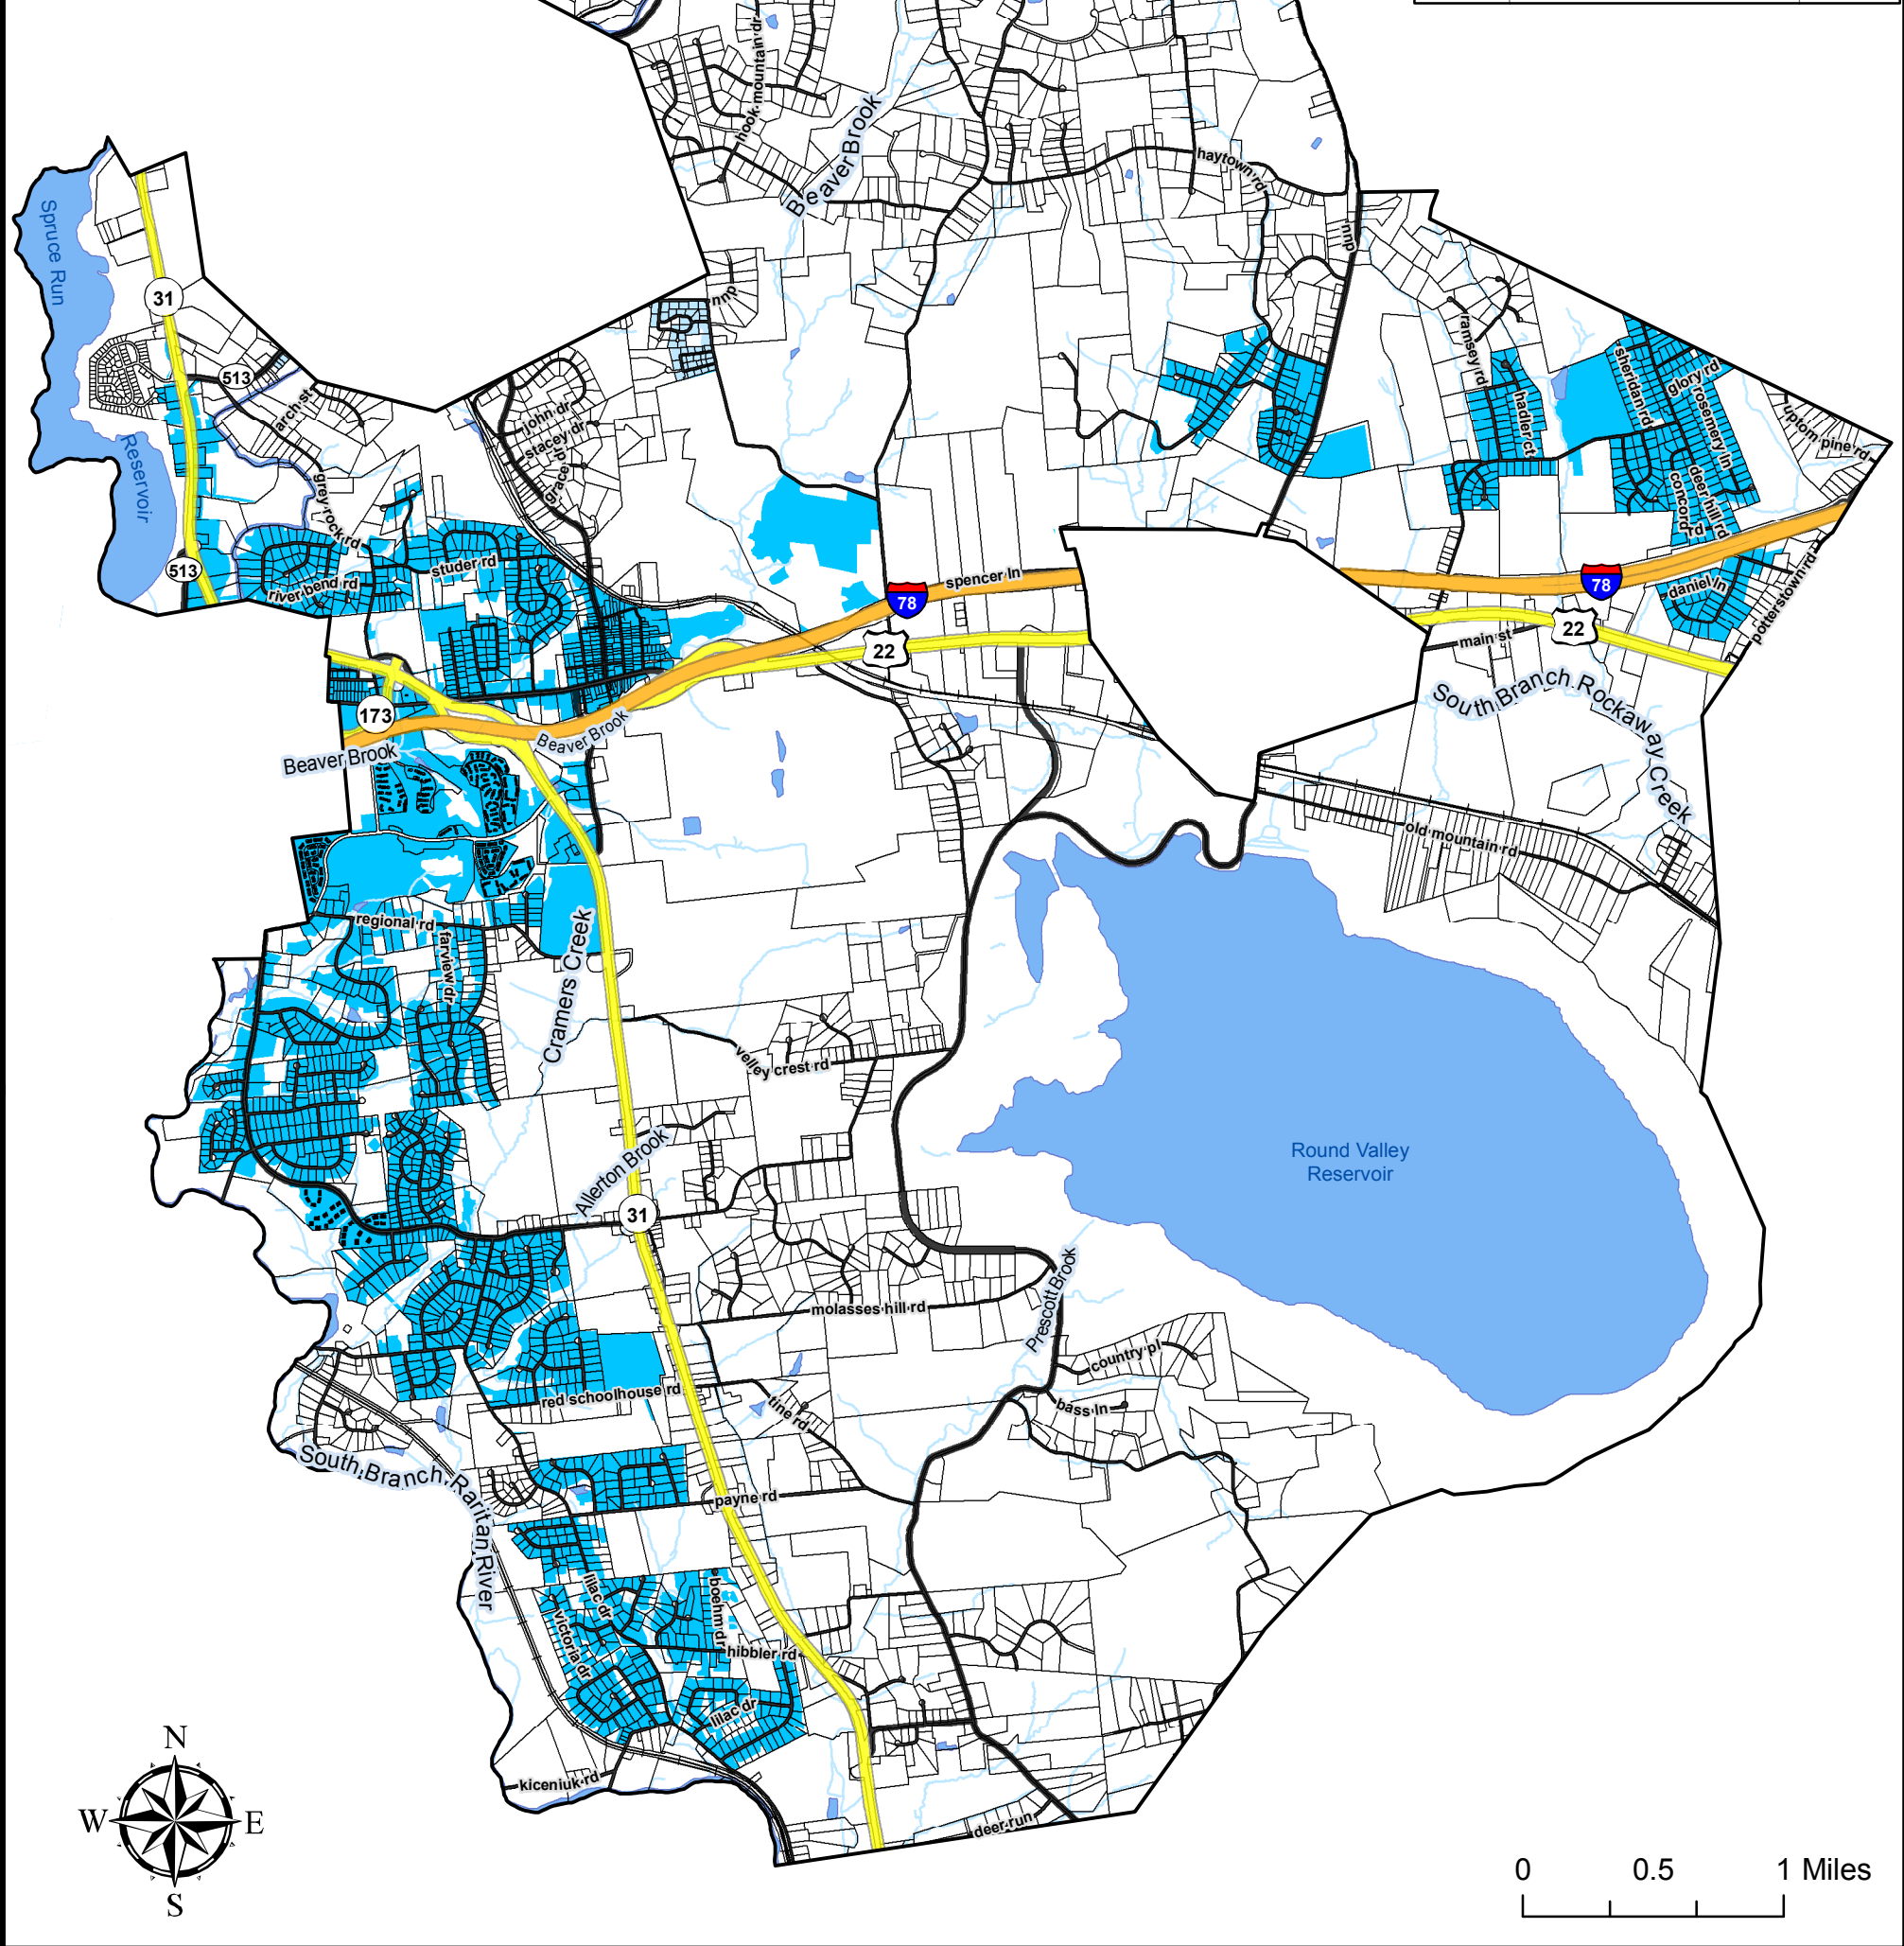 hook mountain dr
Beaver Brook
haytown rd
nnp
Spruce Run
Reservoir
31
513
arch st
grey rock rd
513
river bend rd
studer rd
john dr
stacey dr
grace dr
nnp
ramsey rd
hadler ct
sheridan rd
glory rd
rosemery ln
deer hill rd
concord rd
uptom pine rd
potterstown rd
daniel ln
spencer ln
78
22
78
22
main st
South Branch Rockaway Creek
old mountain rd
173
Beaver Brook
Beaver Brook
regional rd
farview dr
Cramers Creek
velley crest rd
Allerton Brook
31
Round Valley
Reservoir
molasses hill rd
Prescott Brook
country pl
bass ln
red schoolhouse rd
tine rd
South Branch Raritan River
payne rd
lilac dr
victoria dr
boehm dr
hibbler rd
lilac dr
kiceniuk rd
deer run
N
W
E
S
0 0.5 1 Miles